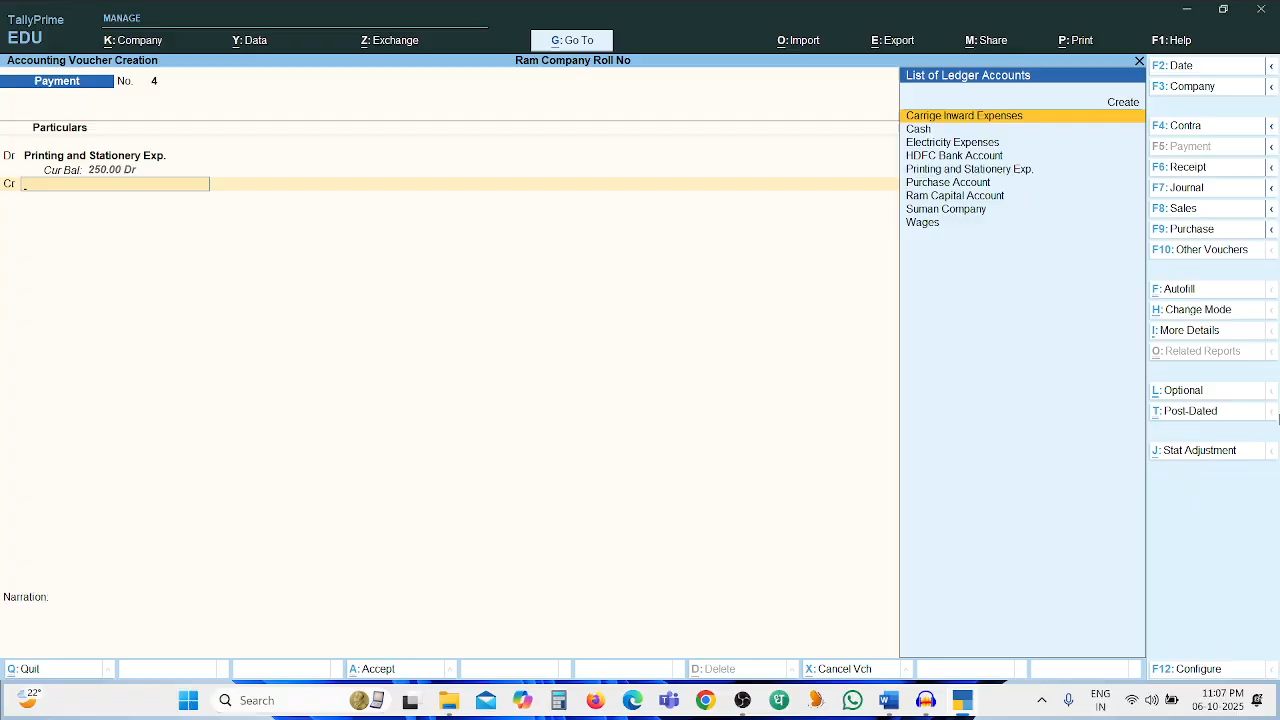 TallyPrime
EDU
MANAGE
K: Company
Y: Data
Z: Exchange
G: Go To
O: Import
E: Export
M: Share
P: Print
F1: Help
Accounting Voucher Creation
Ram Company Roll No
Payment No. 4
Particulars
Dr Printing and Stationery Exp.
Cur Bal: 250.00 Dr
Cr
Narration:
List of Ledger Accounts
Create
Carrige Inward Expenses
Cash
Electricity Expenses
HDFC Bank Account
Printing and Stationery Exp.
Purchase Account
Ram Capital Account
Suman Company
Wages
F2: Date
F3: Company
F4: Contra
F5: Payment
F6: Receipt
F7: Journal
F8: Sales
F9: Purchase
F10: Other Vouchers
F: Autofill
H: Change Mode
I: More Details
O: Related Reports
L: Optional
T: Post-Dated
J: Stat Adjustment
Q: Quit
A: Accept
D: Delete
X: Cancel Vch
F12: Configure
22°
Search
ENG
IN
11:07 PM
06-10-2025